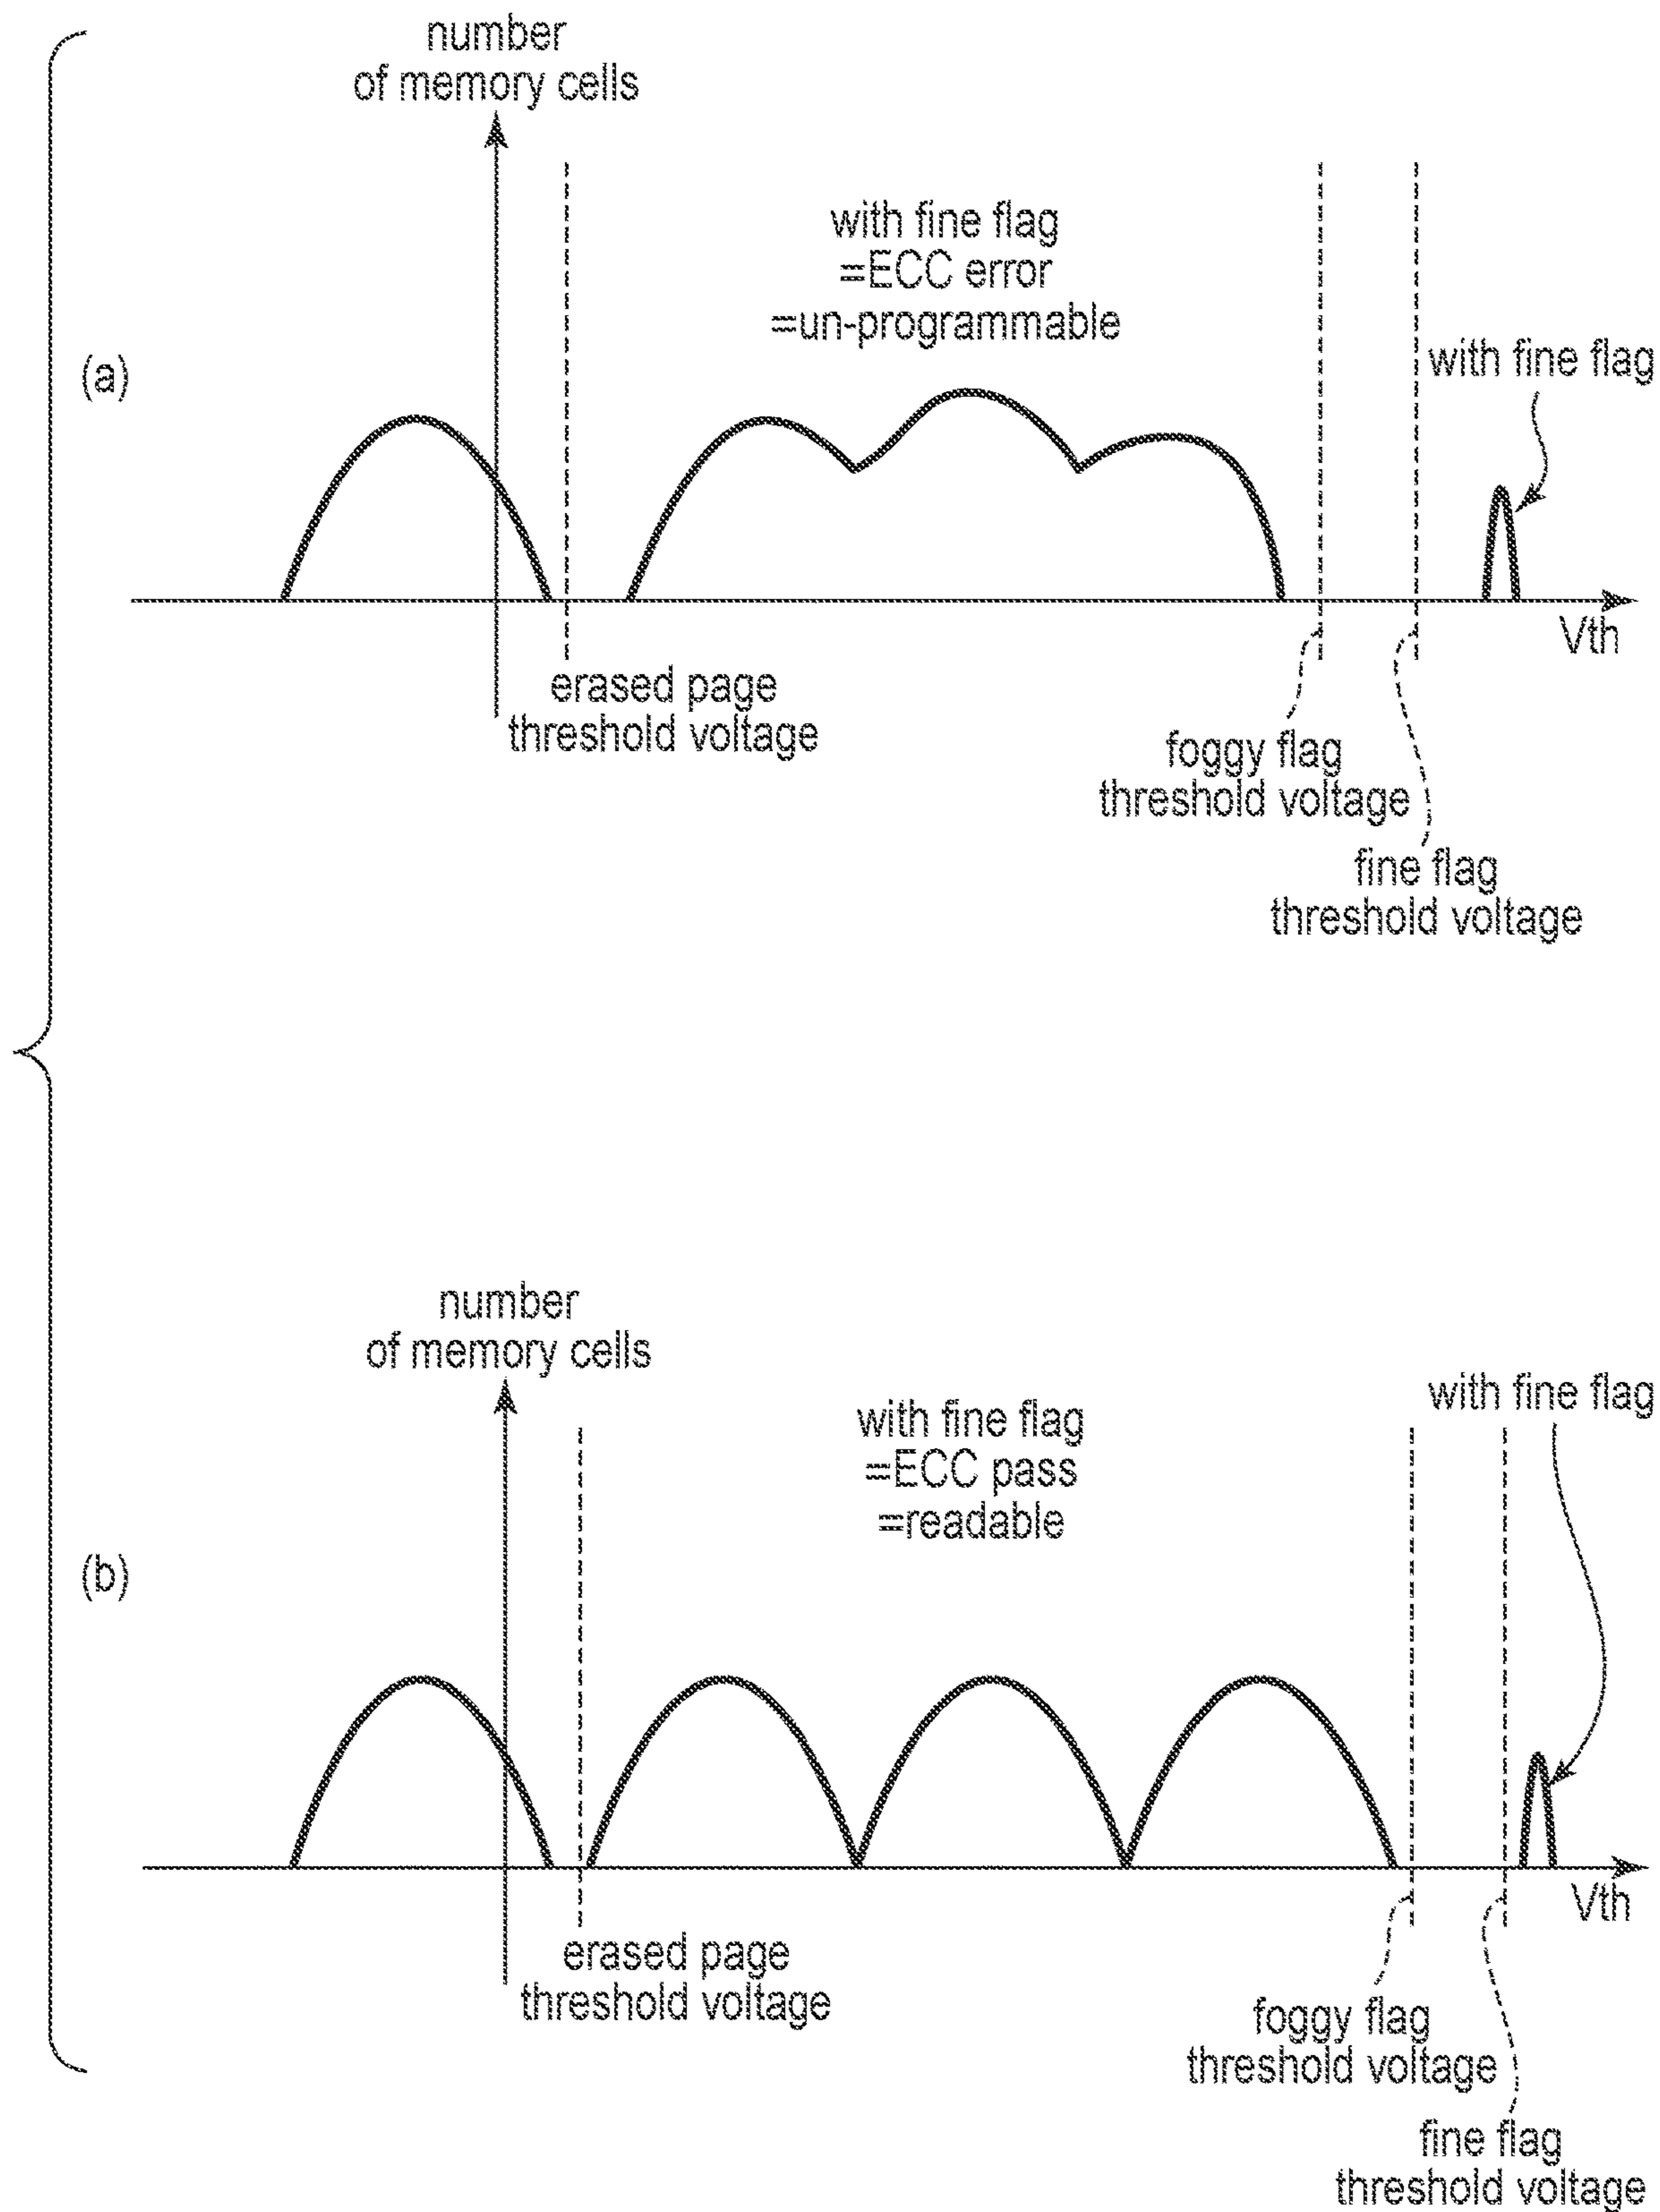 number
of memory cells
with fine flag
=ECC error
=un-programmable
with fine flag
(a)
Vth
erased page
threshold voltage
foggy flag
threshold voltage
fine flag
threshold voltage
number
of memory cells
with fine flag
with fine flag
=ECC pass
=readable
(b)
Vth
erased page
threshold voltage
foggy flag
threshold voltage
fine flag
threshold voltage